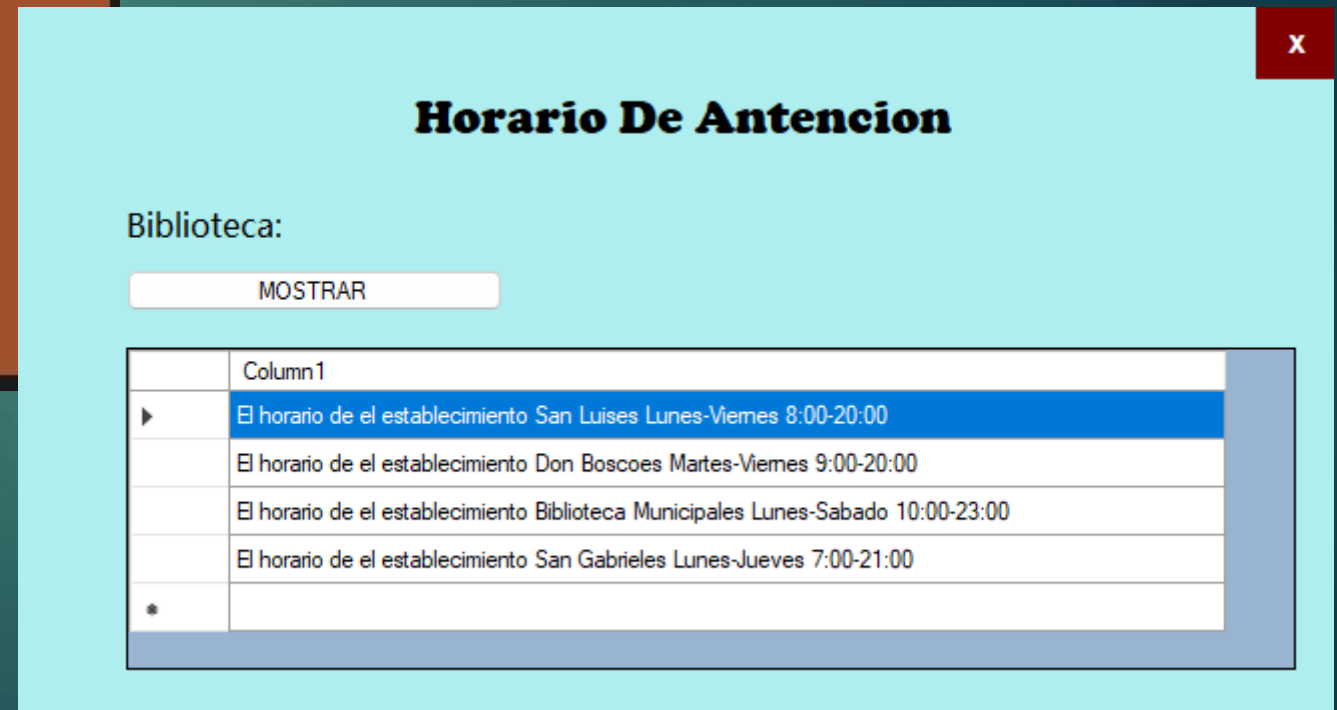 x
Horario De Antencion
Biblioteca:
MOSTRAR
Column1
El horario de el establecimiento San Luises Lunes-Viernes 8:00-20:00
El horario de el establecimiento Don Boscoes Martes-Viernes 9:00-20:00
El horario de el establecimiento Biblioteca Municipales Lunes-Sabado 10:00-23:00
El horario de el establecimiento San Gabrieles Lunes-Jueves 7:00-21:00